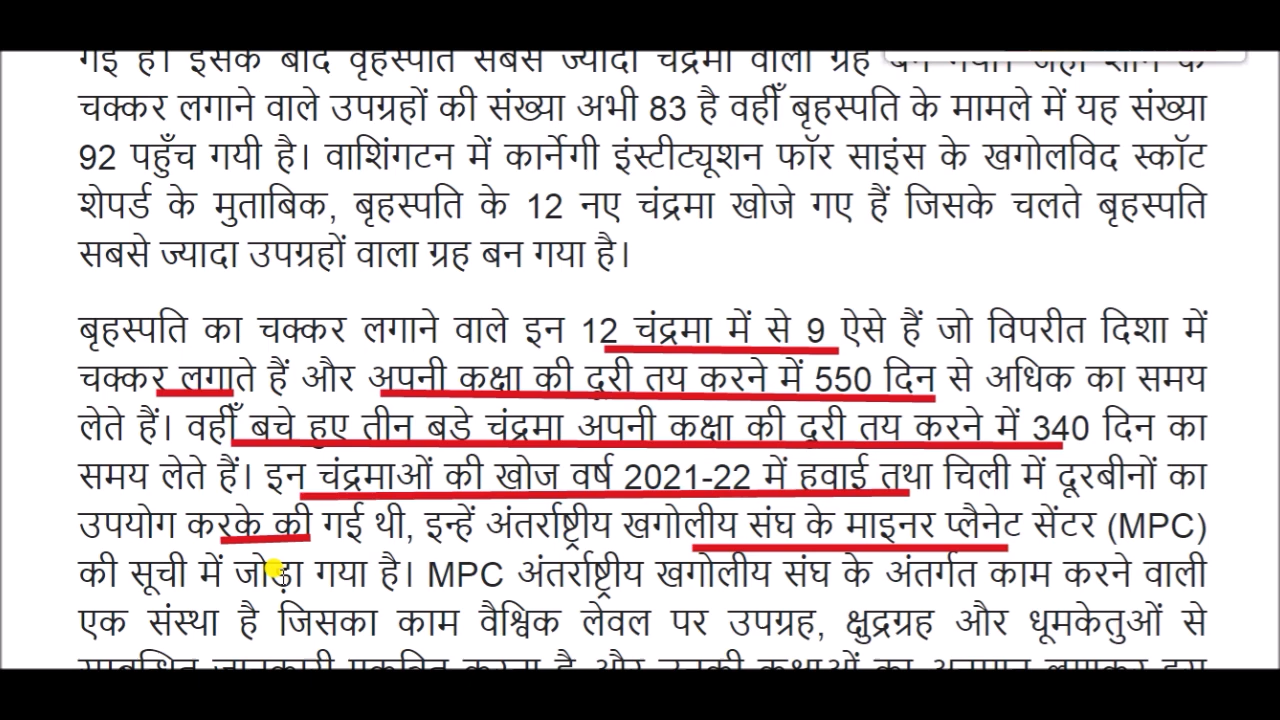 गई है। इसके बाद वृहस्पति सबसे ज्यादा चंद्रमा वाला ग्रह बन गया। जहाँ शनि के
चक्कर लगाने वाले उपग्रहों की संख्या अभी 83 है वहीँ बृहस्पति के मामले में यह संख्या
92 पहुँच गयी है। वाशिंगटन में कार्नेगी इंस्टीट्यूशन फॉर साइंस के खगोलविद स्कॉट
शेपर्ड के मुताबिक, बृहस्पति के 12 नए चंद्रमा खोजे गए हैं जिसके चलते बृहस्पति
सबसे ज्यादा उपग्रहों वाला ग्रह बन गया है।
बृहस्पति का चक्कर लगाने वाले इन 12 चंद्रमा में से 9 ऐसे हैं जो विपरीत दिशा में
चक्कर लगाते हैं और अपनी कक्षा की दूरी तय करने में 550 दिन से अधिक का समय
लेते हैं। वहीँ बचे हुए तीन बडे चंद्रमा अपनी कक्षा की दूरी तय करने में 340 दिन का
समय लेते हैं। इन चंद्रमाओं की खोज वर्ष 2021-22 में हवाई तथा चिली में दूरबीनों का
उपयोग करके की गई थी, इन्हें अंतर्राष्ट्रीय खगोलीय संघ के माइनर प्लैनेट सेंटर (MPC)
की सूची में जोड़ा गया है। MPC अंतर्राष्ट्रीय खगोलीय संघ के अंतर्गत काम करने वाली
एक संस्था है जिसका काम वैश्विक लेवल पर उपग्रह, क्षुद्रग्रह और धूमकेतुओं से